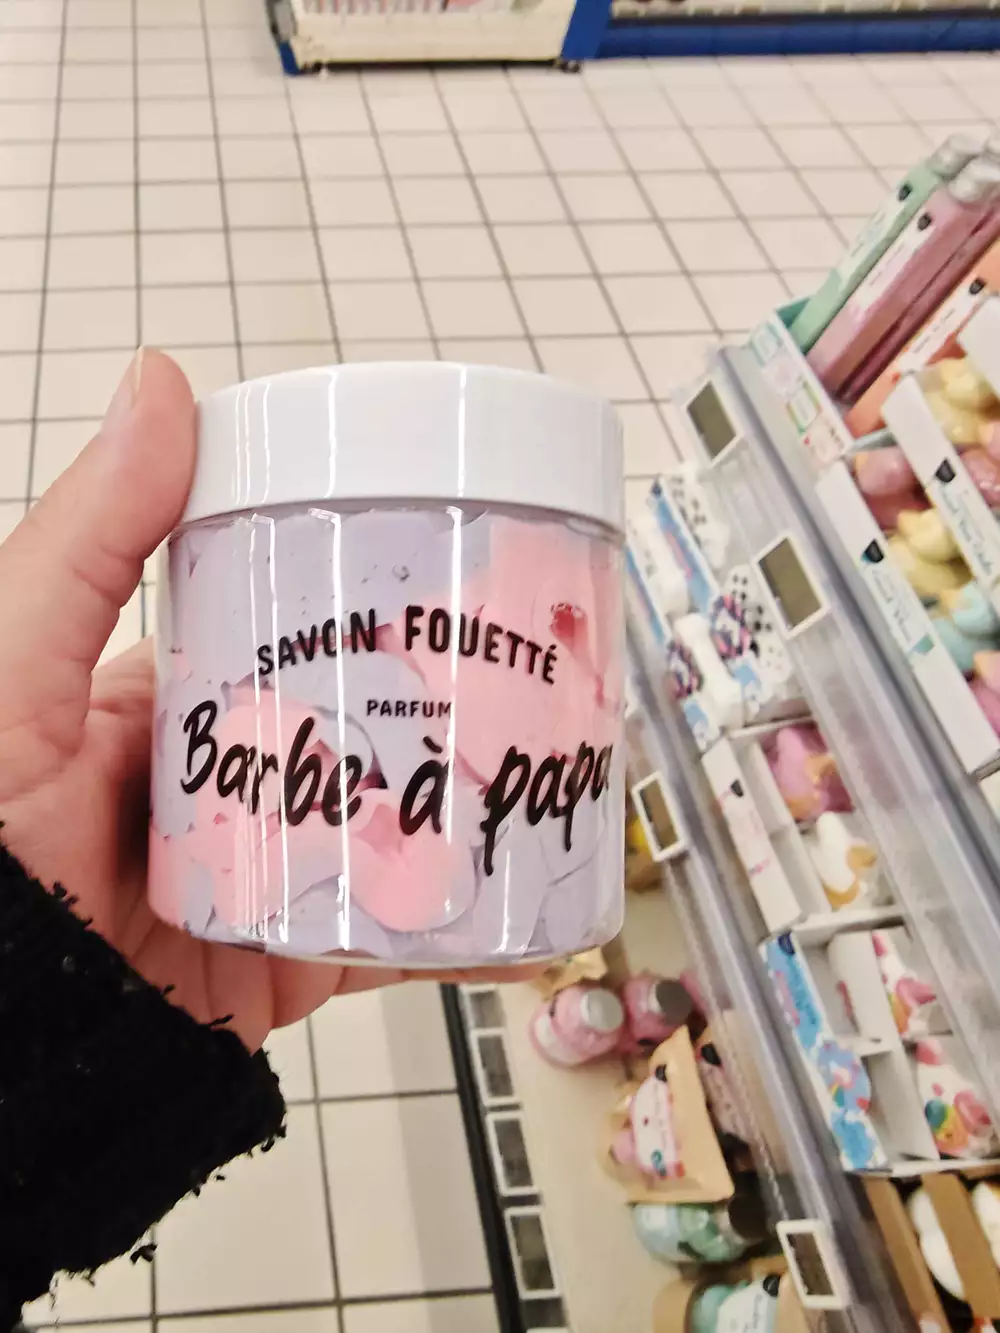 SAVON FOUETTÉ
PARFUM
Barbe à papa